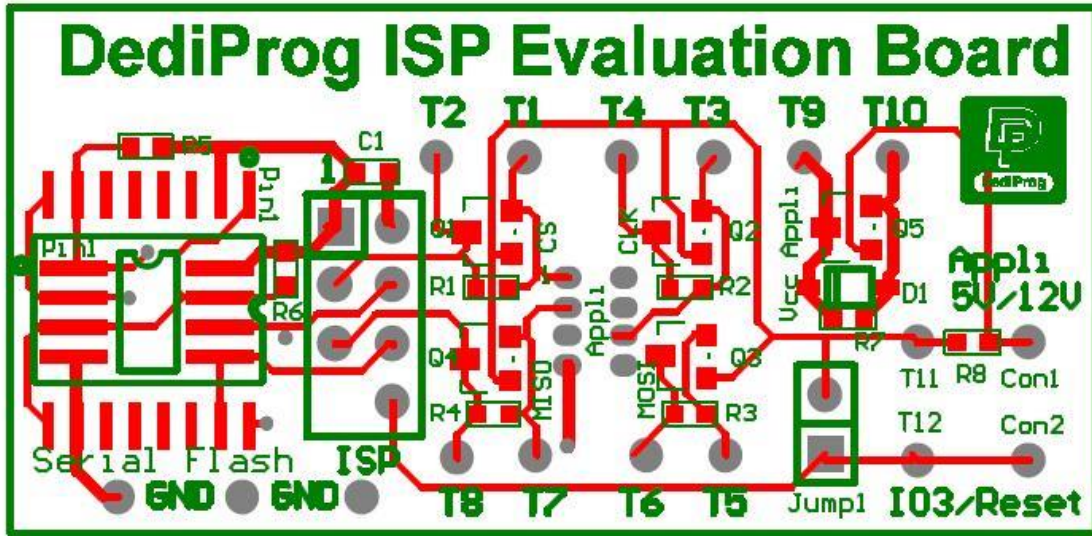 DediProg ISP Evaluation Board
T2 T1 T4 T3 T9 T10
R5
C1
1
DediProg
Pin1
Pin1
Q1
CS
CLK
Q2
Appli
Q5
Appli
5V/12V
R6
R1
R2
Vcc
D1
Appli
R7
Q4
Q3
T11
R8
Con1
R4
MISO
MOSI
R3
T12
Con2
Serial Flash
ISP
GND GND
T8 T7 T6 T5
Jump1
IO3/Reset